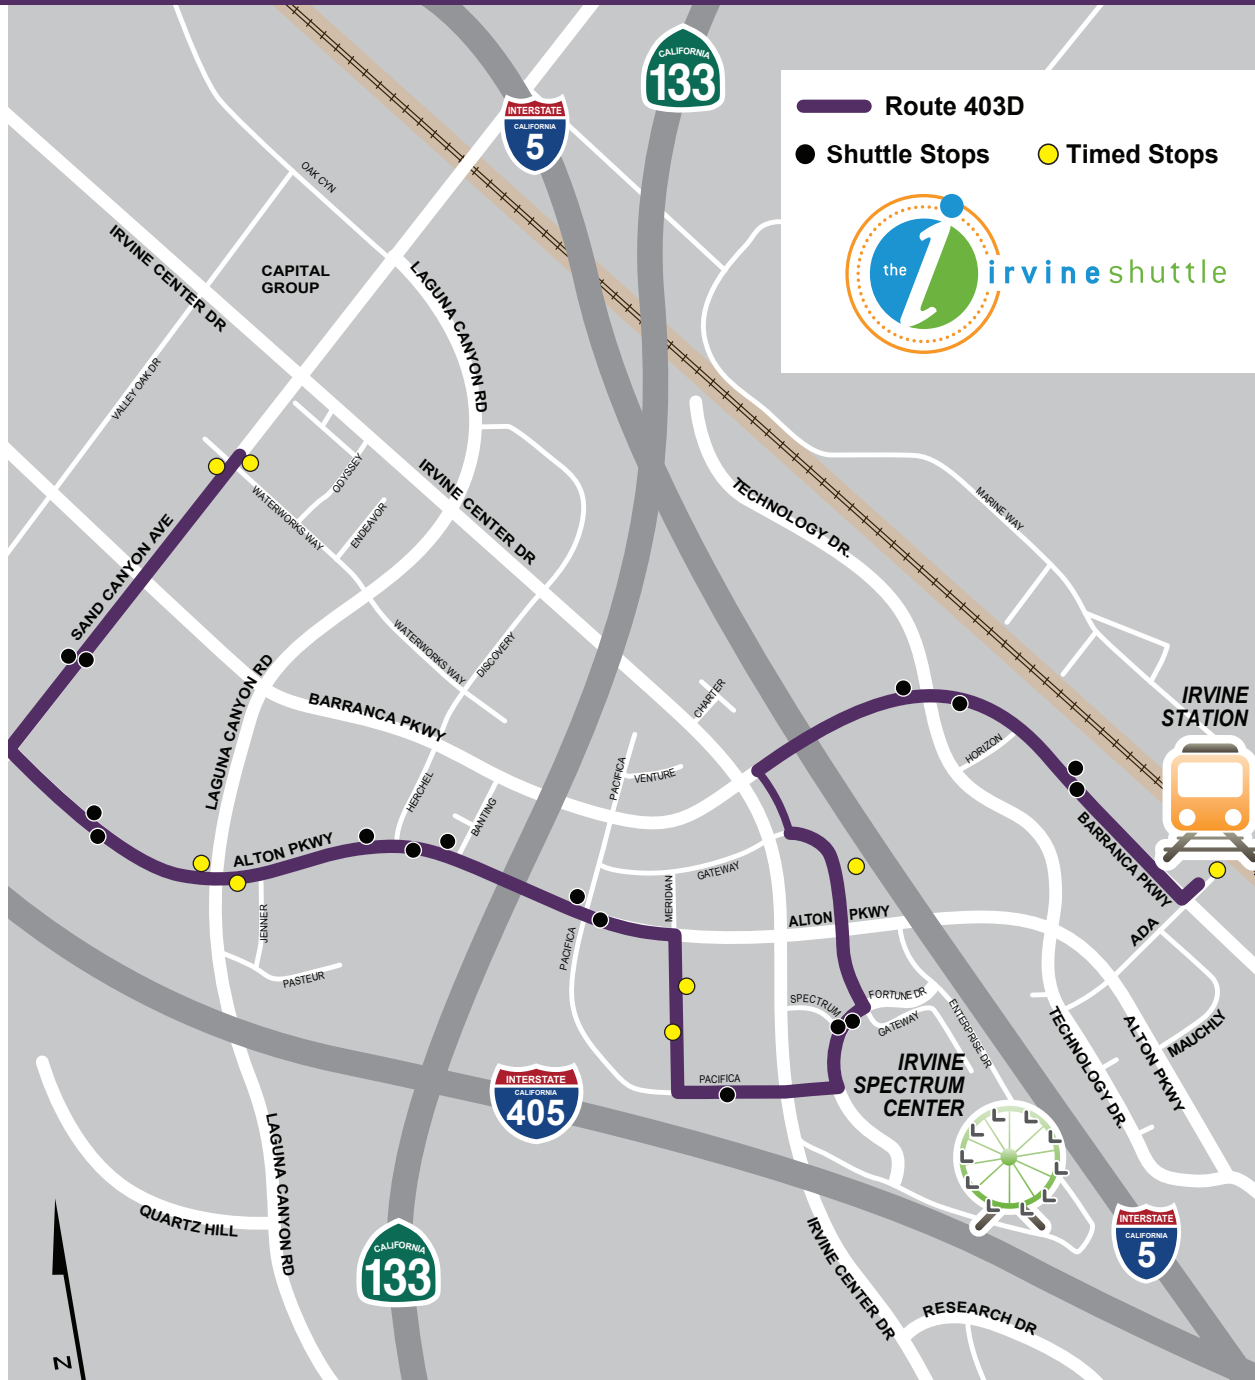 CALIFORNIA
133
INTERSTATE
CALIFORNIA
5
Route 403D
Shuttle Stops
Timed Stops
the
i
irvineshuttle
OAK CYN
IRVINE CENTER DR
CAPITAL
GROUP
LAGUNA CANYON RD
VALLEY OAK DR
ODYSSEY
WATERWORKS WAY
ENDEAVOR
IRVINE CENTER DR
TECHNOLOGY DR.
MARINE WAY
SAND CANYON AVE
WATERWORKS WAY
DISCOVERY
LAGUNA CANYON RD
BARRANCA PKWY
CHARTER
IRVINE
STATION
HORIZON
PACIFICA
VENTURE
HERCHEL
BANTING
BARRANCA PKWY
ALTON PKWY
GATEWAY
MERIDIAN
ALTON PKWY
JENNER
PACIFICA
ADA
PASTEUR
SPECTRUM
FORTUNE DR
GATEWAY
ENTERPRISE DR
TECHNOLOGY DR.
ALTON PKWY
MAUCHLY
IRVINE
SPECTRUM
CENTER
PACIFICA
INTERSTATE
CALIFORNIA
405
LAGUNA CANYON RD
QUARTZ HILL
CALIFORNIA
133
IRVINE CENTER DR
INTERSTATE
CALIFORNIA
5
RESEARCH DR
N